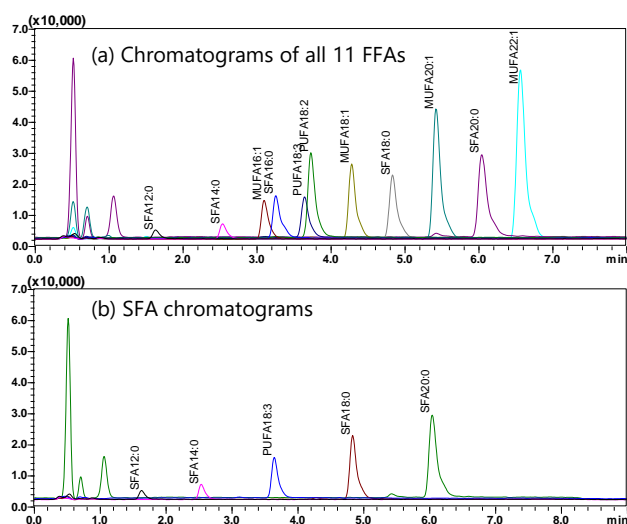 (x10,000)
7.0
(a) Chromatograms of all 11 FFAs
6.0
5.0
4.0
3.0
2.0
1.0
0.0
SFA12:0
SFA14:0
MUFA16:1
SFA16:0
PUFA18:3
PUFA18:2
MUFA18:1
SFA18:0
MUFA20:1
SFA20:0
MUFA22:1
0.0 1.0 2.0 3.0 4.0 5.0 6.0 7.0 min
(x10,000)
7.0
(b) SFA chromatograms
6.0
5.0
4.0
3.0
2.0
1.0
0.0
SFA12:0
SFA14:0
PUFA18:3
SFA18:0
SFA20:0
0.0 1.0 2.0 3.0 4.0 5.0 6.0 7.0 8.0 min